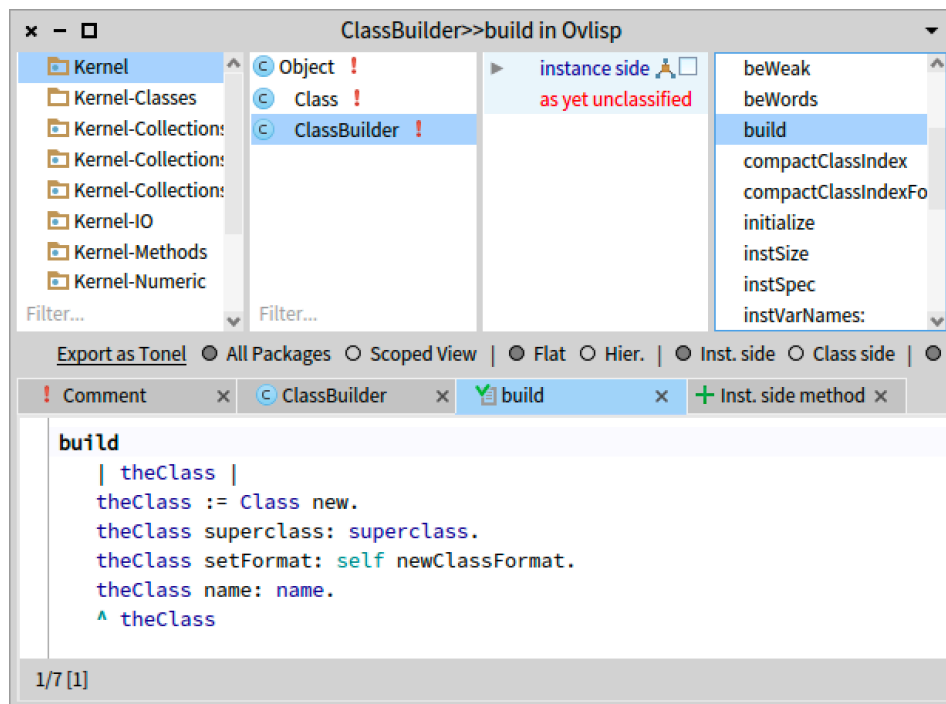 ClassBuilder>>build in Ovlisp
Kernel
Kernel-Classes
Kernel-Collections
Kernel-Collections
Kernel-Collections
Kernel-IO
Kernel-Methods
Kernel-Numeric
Filter...
Object
Class
ClassBuilder
Filter...
instance side
as yet unclassified
beWeak
beWords
build
compactClassIndex
compactClassIndexFo
initialize
instSize
instSpec
instVarNames:
Export as Tonel All Packages Scoped View | Flat Hier. | Inst. side Class side |
Comment ClassBuilder build Inst. side method
build
| theClass |
theClass := Class new.
theClass superclass: superclass.
theClass setFormat: self newClassFormat.
theClass name: name.
^ theClass
1/7 [1]